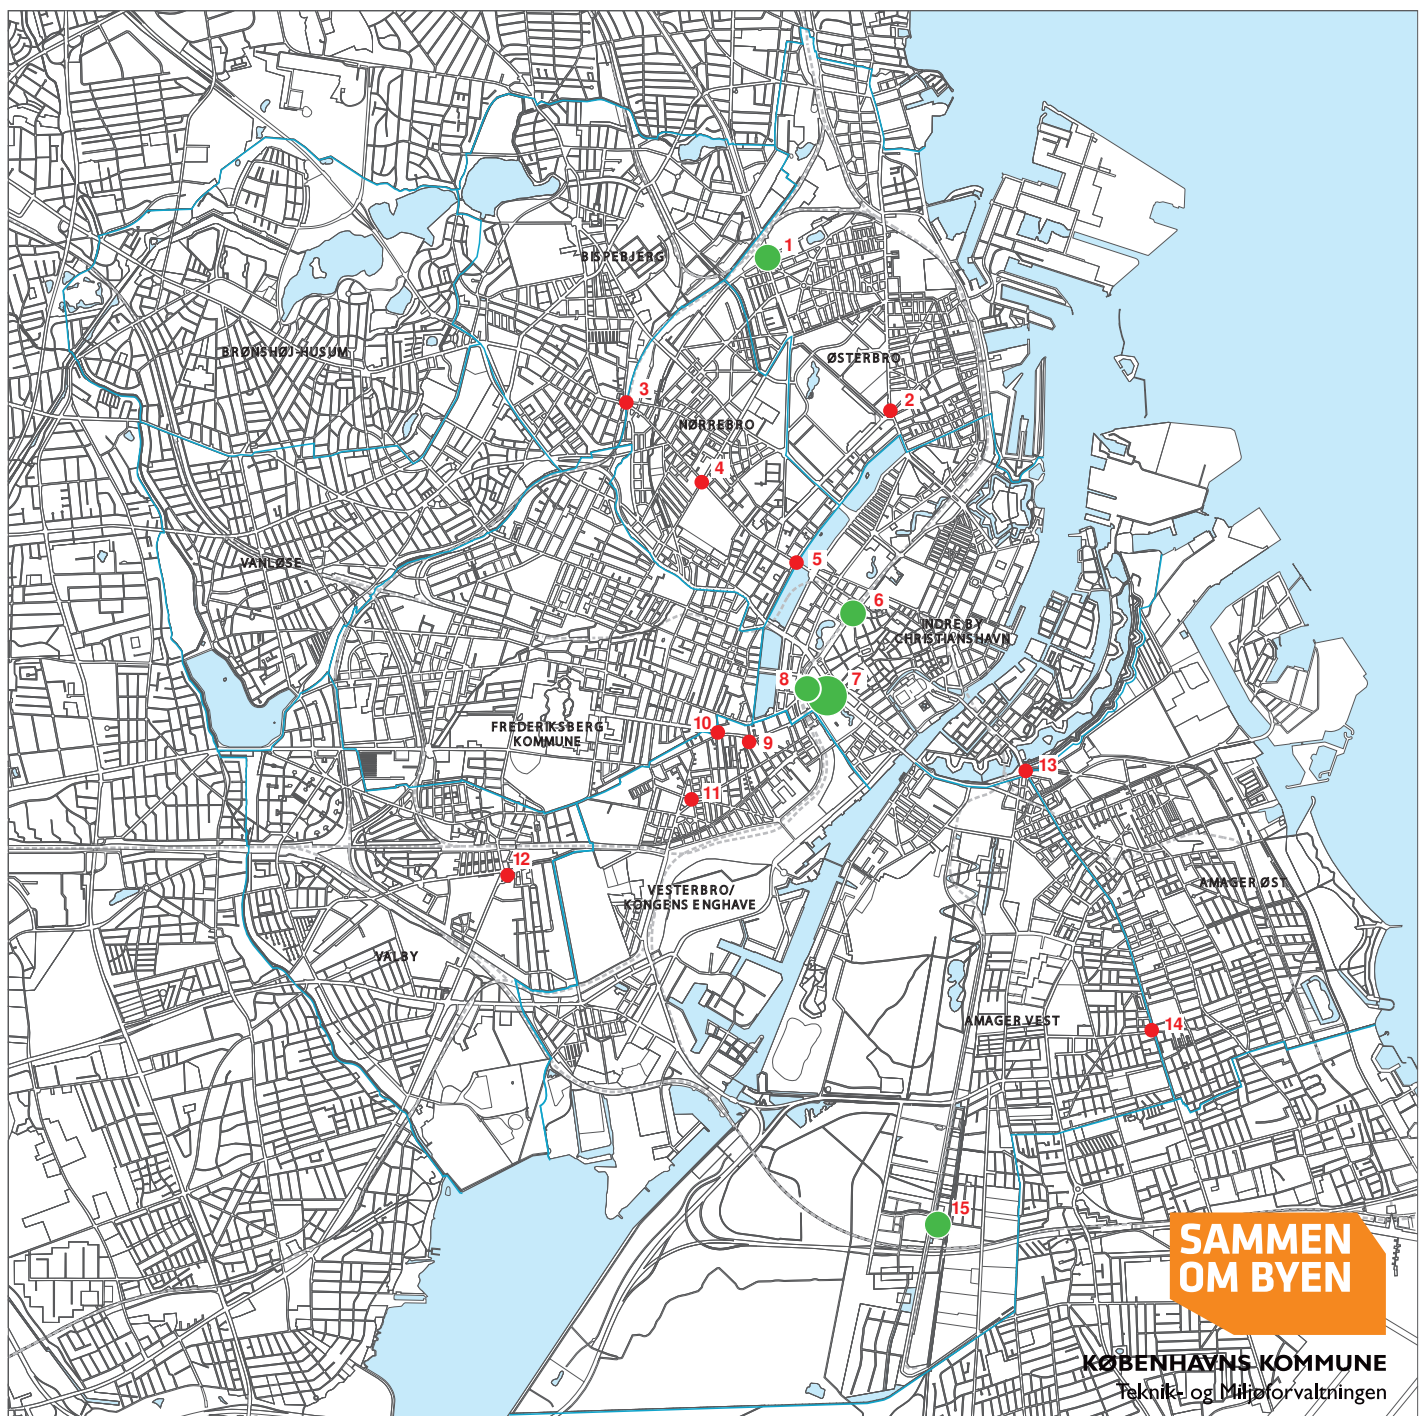 1
BISPEBJERG
BRØNSHØJ-HUSUM
ØSTERBRO
3
2
NØRREBRO
4
5
VANLØSE
6
INDRE BY
CHRISTIANSHAVN
8
7
10
FREDERIKSBERG
KOMMUNE
9
13
11
12
VESTERBRO/
KONGENS ENGHAVE
AMAGER ØST
VALBY
AMAGER VEST
14
15
SAMMEN
OM BYEN
KØBENHAVNS KOMMUNE
Teknik- og Miljøforvaltningen